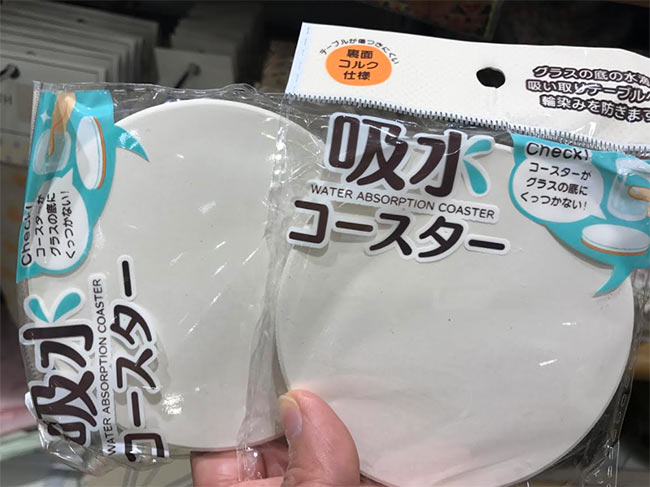 テーブルが傷つきにくい
裏面
コルク
仕様
グラスの底の水滴
吸い取りテーブル
輪染みを防ぎます
吸水
WATER ABSORPTION COASTER
コースター
Check!
コースターが
グラスの底に
くっつかない!
Check!
コースターが
グラスの底に
くっつかない!
吸水
WATER ABSORPTION COASTER
コースター